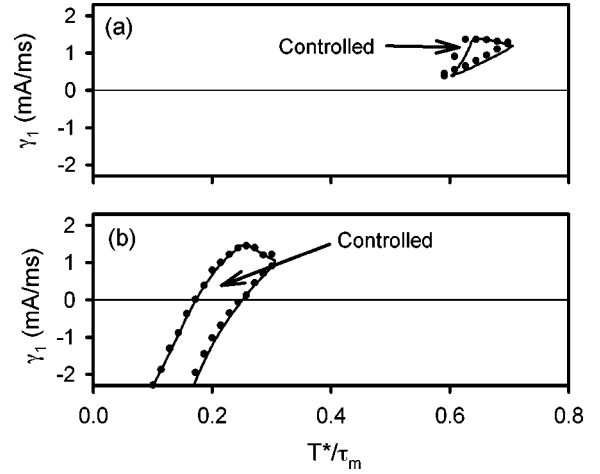 (a)
Controlled
γ₁ (mA/ms)
2
1
0
-1
-2
(b)
Controlled
γ₁ (mA/ms)
2
1
0
-1
-2
0.0 0.2 0.4 0.6 0.8
T*/τₘ